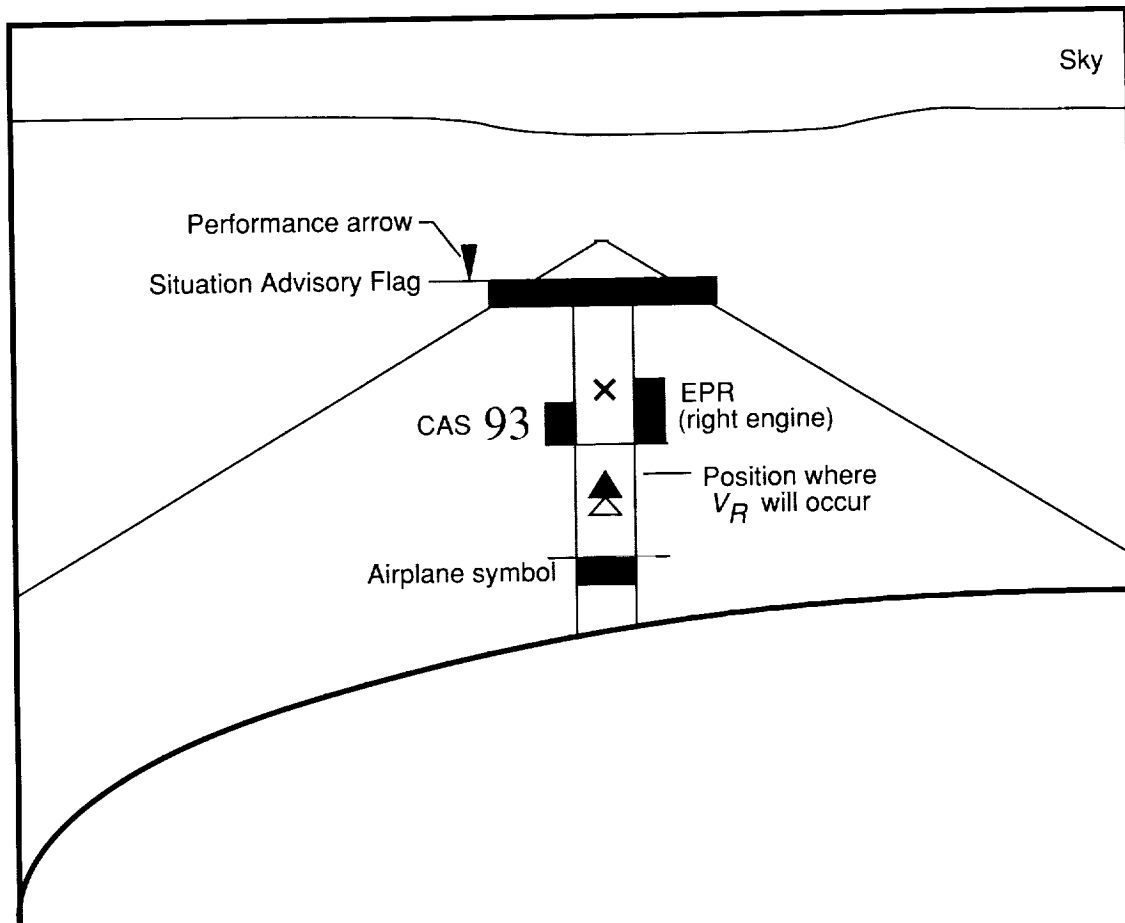 Sky
Performance arrow
Situation Advisory Flag
CAS 93
EPR
(right engine)
Position where
V_R will occur
Airplane symbol